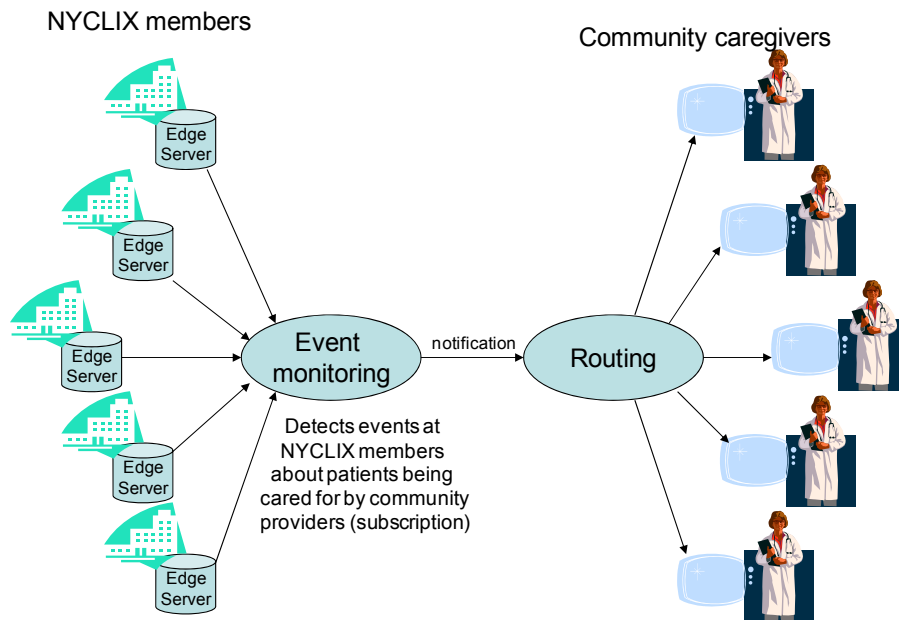 NYCLIX members
Community caregivers
Edge
Server
Edge
Server
Edge
Server
Edge
Server
Edge
Server
Event
monitoring
notification
Routing
Detects events at
NYCLIX members
about patients being
cared for by community
providers (subscription)